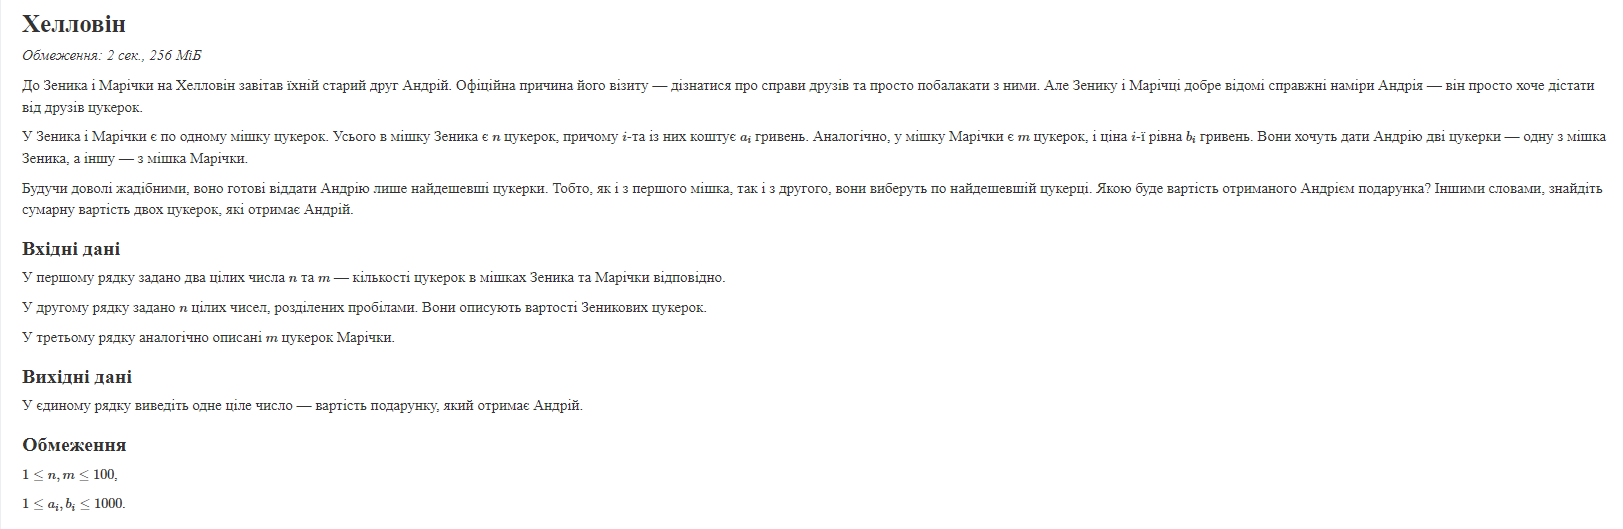 Хелловін
Обмеження: 2 сек., 256 МіБ
До Зеника і Марічки на Хелловін завітав їхній старий друг Андрій. Офіційна причина його візиту — дізнатися про справи друзів та просто побалакати з ними. Але Зенику і Марічці добре відомі справжні наміри Андрія — він просто хоче дістати
від друзів цукерок.
У Зеника і Марічки є по одному мішку цукерок. Усього в мішку Зеника є n цукерок, причому i-та із них коштує aᵢ гривень. Аналогічно, у мішку Марічки є m цукерок, і ціна i-ї рівна bᵢ гривень. Вони хочуть дати Андрію дві цукерки — одну з мішка
Зеника, а іншу — з мішка Марічки.
Будучи доволі жадібними, воно готові віддати Андрію лише найдешевші цукерки. Тобто, як і з першого мішка, так і з другого, вони виберуть по найдешевшій цукерці. Якою буде вартість отриманого Андрієм подарунка? Іншими словами, знайдіть
сумарну вартість двох цукерок, які отримає Андрій.
Вхідні дані
У першому рядку задано два цілих числа n та m — кількості цукерок в мішках Зеника та Марічки відповідно.
У другому рядку задано n цілих чисел, розділених пробілами. Вони описують вартості Зеникових цукерок.
У третьому рядку аналогічно описані m цукерок Марічки.
Вихідні дані
У єдиному рядку виведіть одне ціле число — вартість подарунку, який отримає Андрій.
Обмеження
1 ≤ n, m ≤ 100,
1 ≤ aᵢ, bᵢ ≤ 1000.